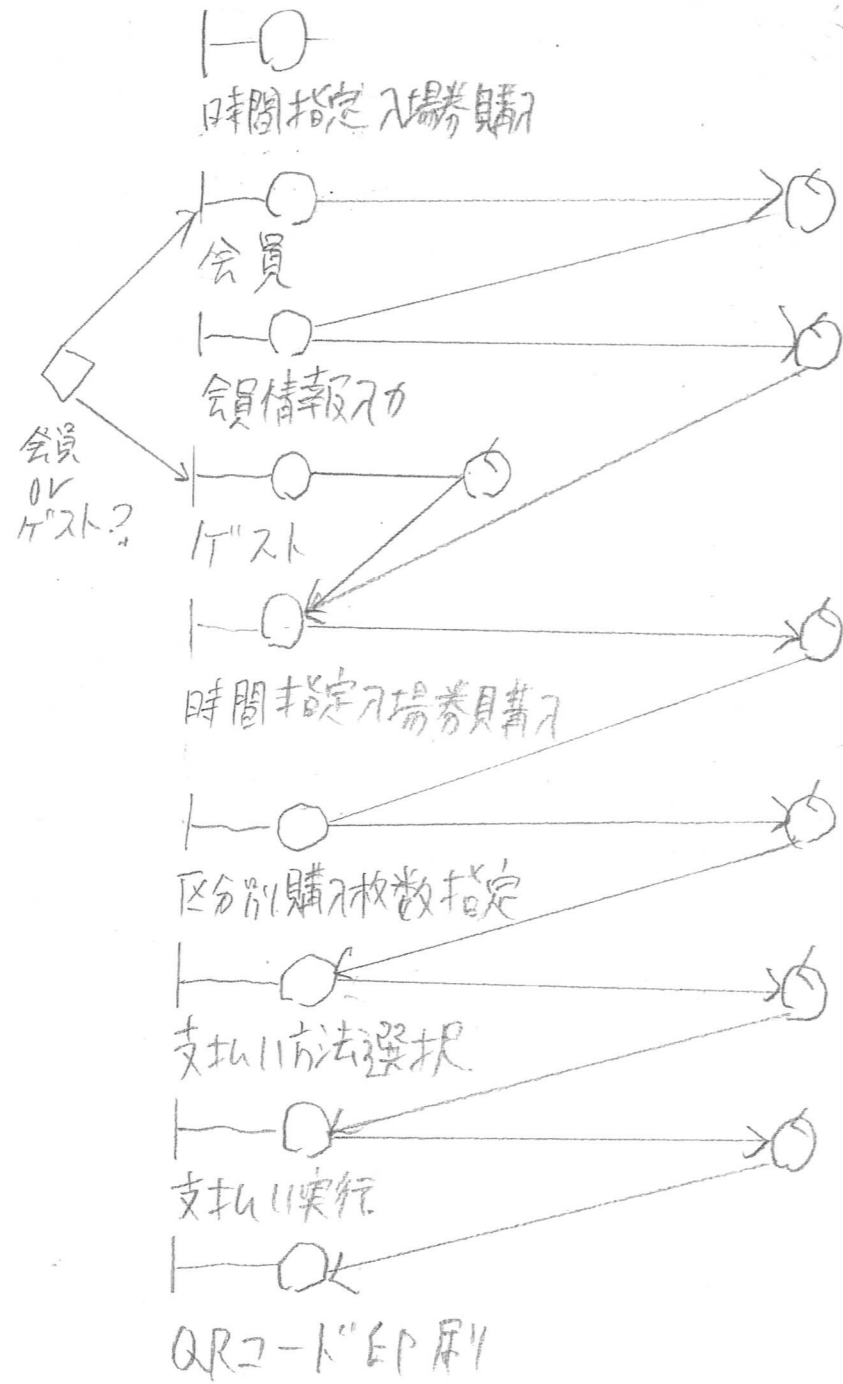 時間指定入場券購入
会員
会員情報入力
会員
or
ゲスト?
ゲスト
時間指定入場券購入
区分別購入枚数指定
支払い方法選択
支払い実行
QRコード印刷